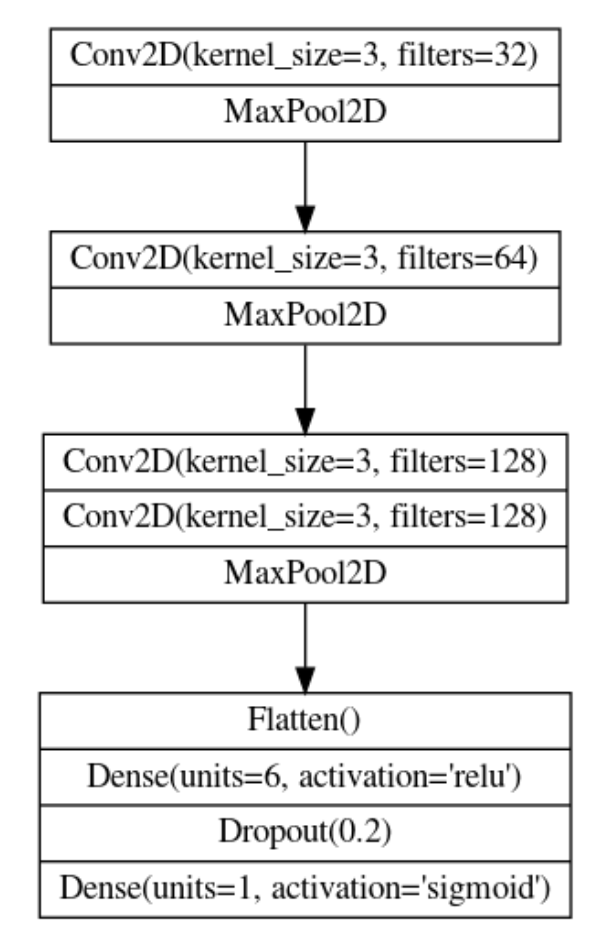 Conv2D(kernel_size=3, filters=32)
MaxPool2D
Conv2D(kernel_size=3, filters=64)
MaxPool2D
Conv2D(kernel_size=3, filters=128)
Conv2D(kernel_size=3, filters=128)
MaxPool2D
Flatten()
Dense(units=6, activation='relu')
Dropout(0.2)
Dense(units=1, activation='sigmoid')